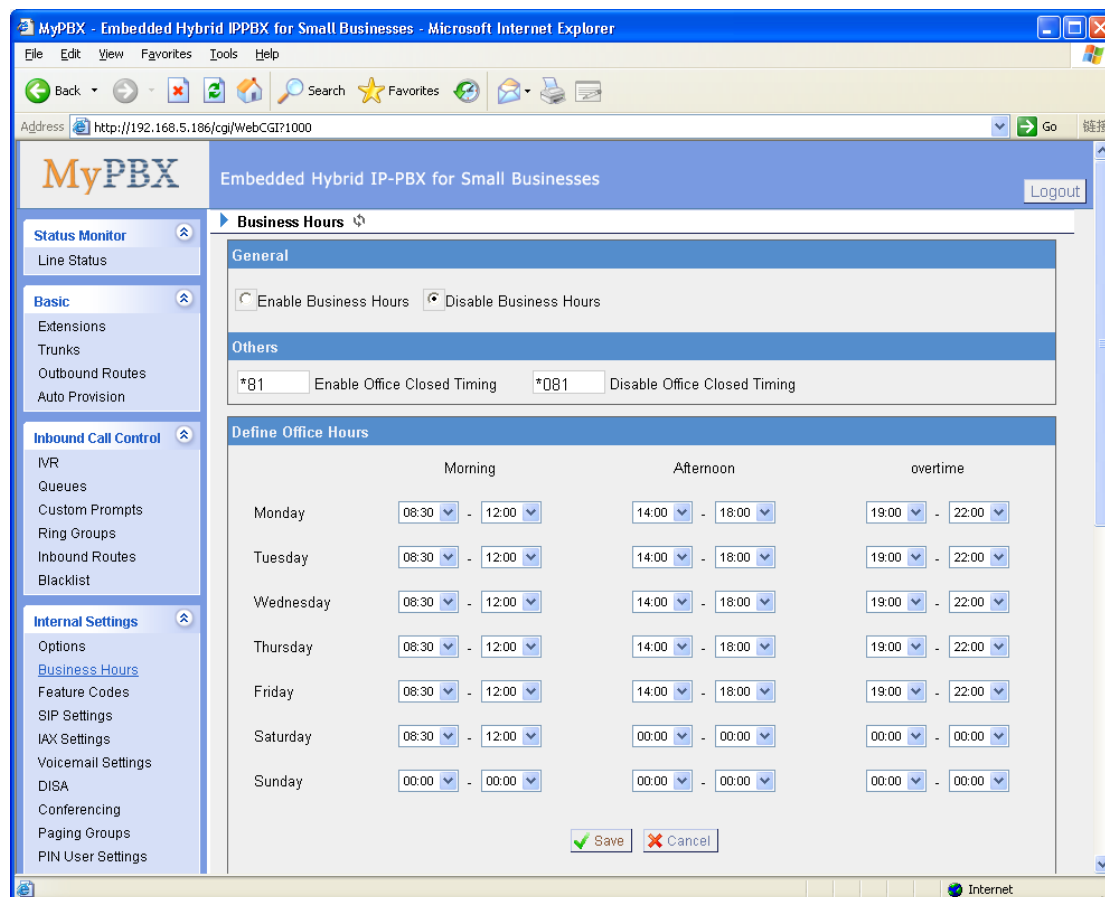 MyPBX - Embedded Hybrid IPPBX for Small Businesses - Microsoft Internet Explorer
File Edit View Favorites Tools Help
Back Search Favorites
Address http://192.168.5.186/cgi/WebCGI?1000 Go 链接
MyPBX
Embedded Hybrid IP-PBX for Small Businesses
Logout
Status Monitor
Line Status
Basic
Extensions
Trunks
Outbound Routes
Auto Provision
Inbound Call Control
IVR
Queues
Custom Prompts
Ring Groups
Inbound Routes
Blacklist
Internal Settings
Options
Business Hours
Feature Codes
SIP Settings
IAX Settings
Voicemail Settings
DISA
Conferencing
Paging Groups
PIN User Settings
Business Hours
General
Enable Business Hours Disable Business Hours
Others
*81 Enable Office Closed Timing *081 Disable Office Closed Timing
Define Office Hours
Morning Afternoon overtime
Monday 08:30 - 12:00 14:00 - 18:00 19:00 - 22:00
Tuesday 08:30 - 12:00 14:00 - 18:00 19:00 - 22:00
Wednesday 08:30 - 12:00 14:00 - 18:00 19:00 - 22:00
Thursday 08:30 - 12:00 14:00 - 18:00 19:00 - 22:00
Friday 08:30 - 12:00 14:00 - 18:00 19:00 - 22:00
Saturday 08:30 - 12:00 00:00 - 00:00 00:00 - 00:00
Sunday 00:00 - 00:00 00:00 - 00:00 00:00 - 00:00
Save Cancel
Internet